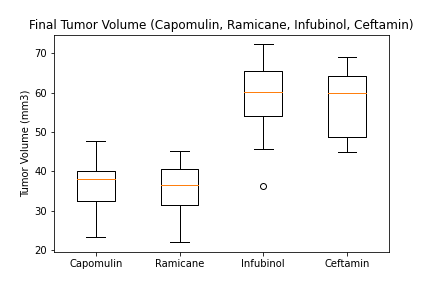 Final Tumor Volume (Capomulin, Ramicane, Infubinol, Ceftamin)
Tumor Volume (mm3)
70
60
50
40
30
20
Capomulin Ramicane Infubinol Ceftamin